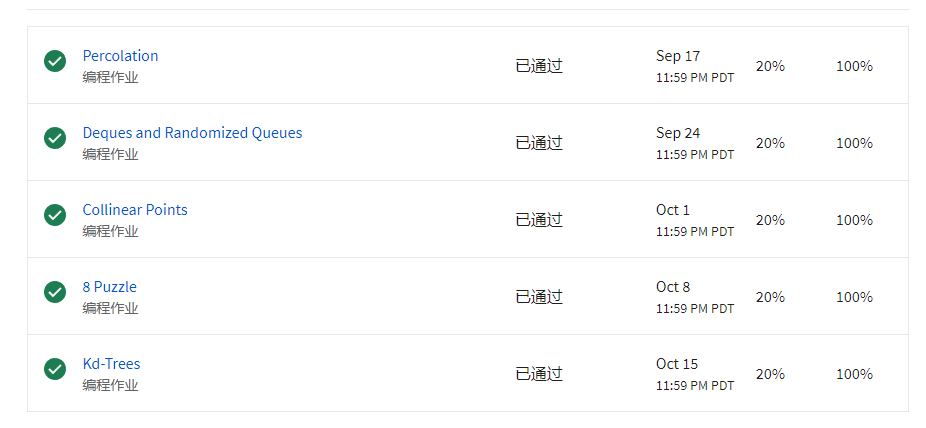 Percolation
编程作业
已通过
Sep 17
11:59 PM PDT
20%
100%
Deques and Randomized Queues
编程作业
已通过
Sep 24
11:59 PM PDT
20%
100%
Collinear Points
编程作业
已通过
Oct 1
11:59 PM PDT
20%
100%
8 Puzzle
编程作业
已通过
Oct 8
11:59 PM PDT
20%
100%
Kd-Trees
编程作业
已通过
Oct 15
11:59 PM PDT
20%
100%